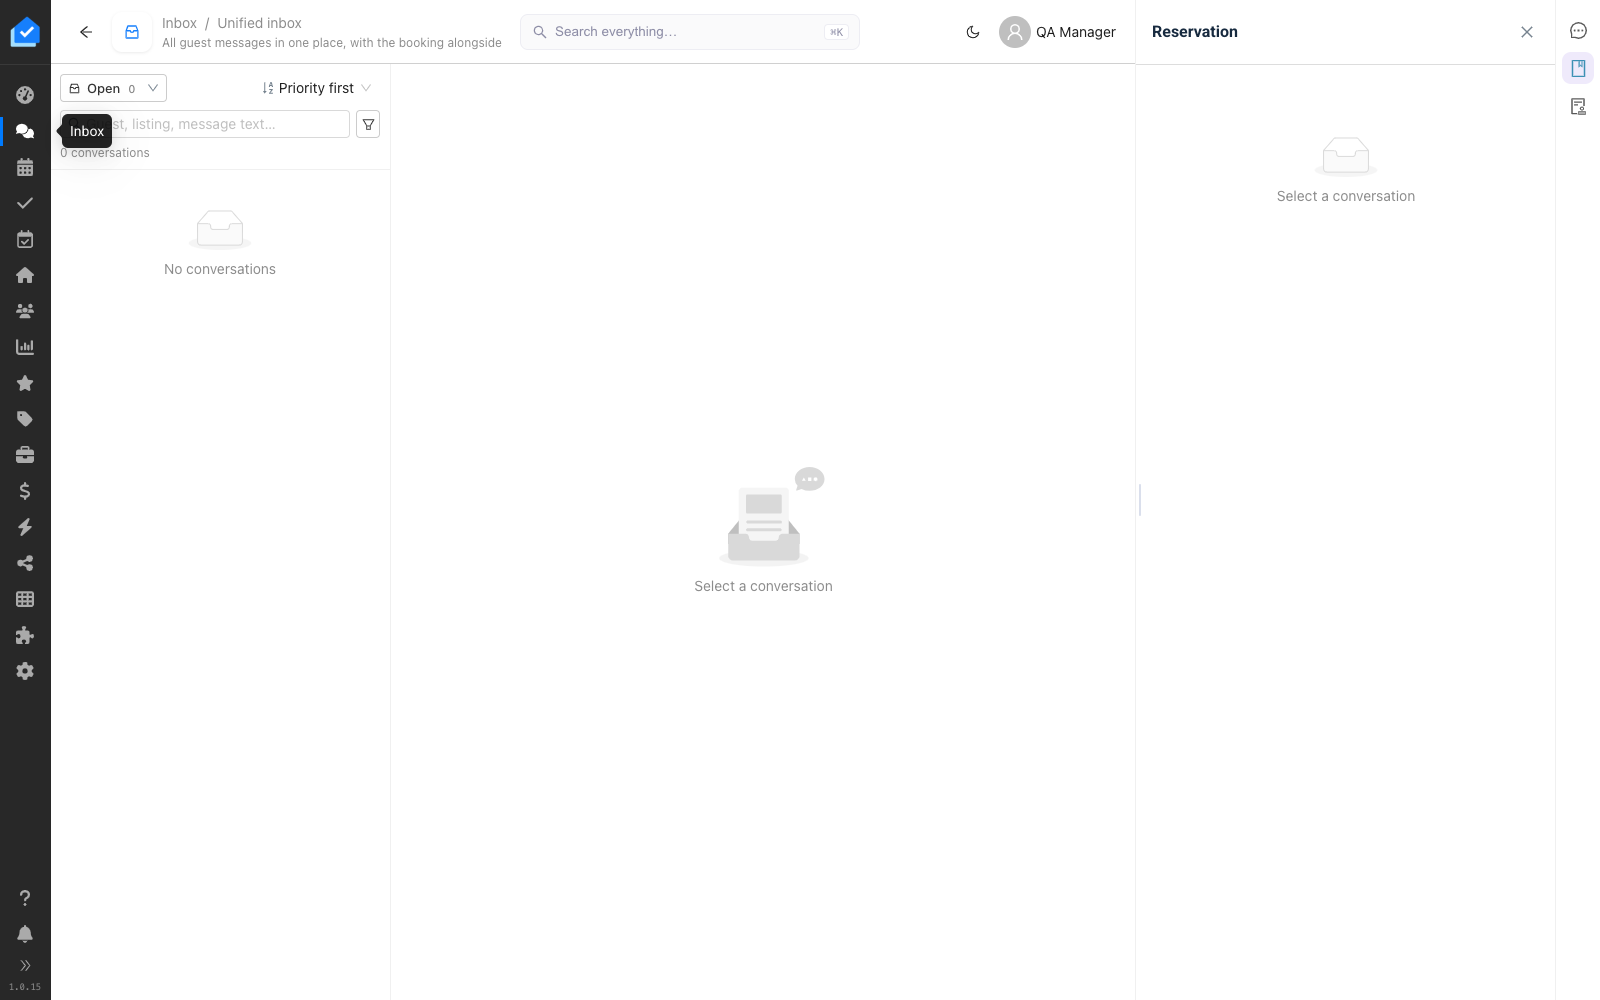 Inbox / Unified inbox
All guest messages in one place, with the booking alongside
Search everything...
⌘K
QA Manager
Reservation
Open 0
Priority first
Inbox
st, listing, message text...
0 conversations
No conversations
Select a conversation
Select a conversation
1.0.15